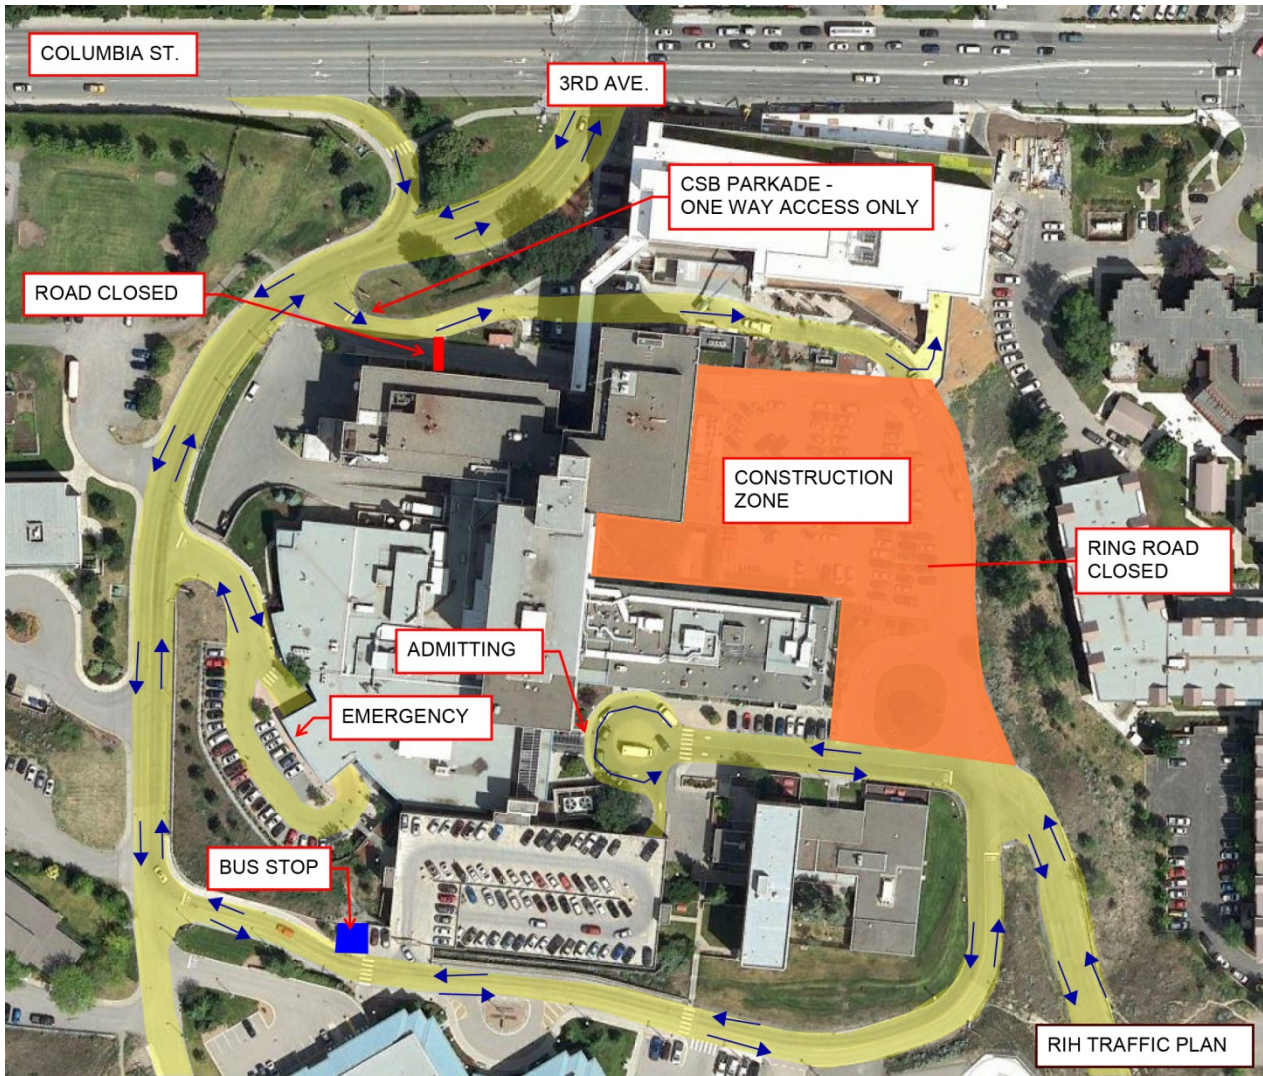 COLUMBIA ST.
3RD AVE.
CSB PARKADE -
ONE WAY ACCESS ONLY
ROAD CLOSED
CONSTRUCTION
ZONE
RING ROAD
CLOSED
ADMITTING
EMERGENCY
BUS STOP
RIH TRAFFIC PLAN